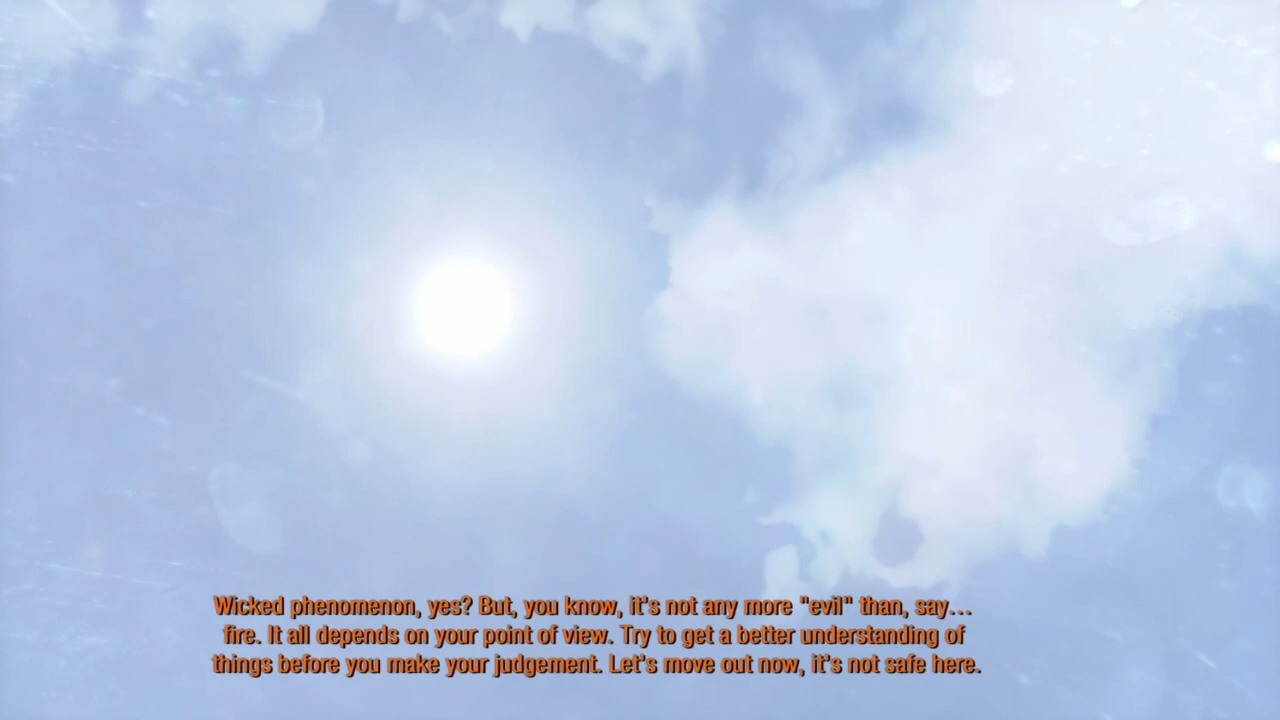 Wicked phenomenon, yes? But, you know, it's not any more "evil" than, say...
fire. It all depends on your point of view. Try to get a better understanding of
things before you make your judgement. Let's move out now, it's not safe here.